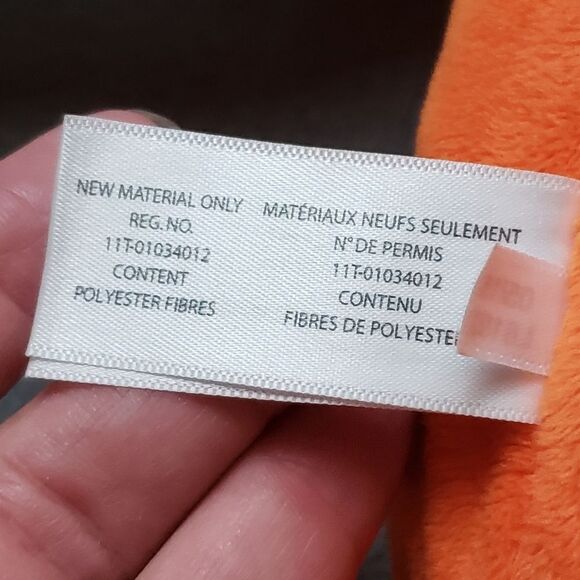 NEW MATERIAL ONLY
REG. NO.
11T-01034012
CONTENT
POLYESTER FIBRES
MATÉRIAUX NEUFS SEULEMENT
N° DE PERMIS
11T-01034012
CONTENU
FIBRES DE